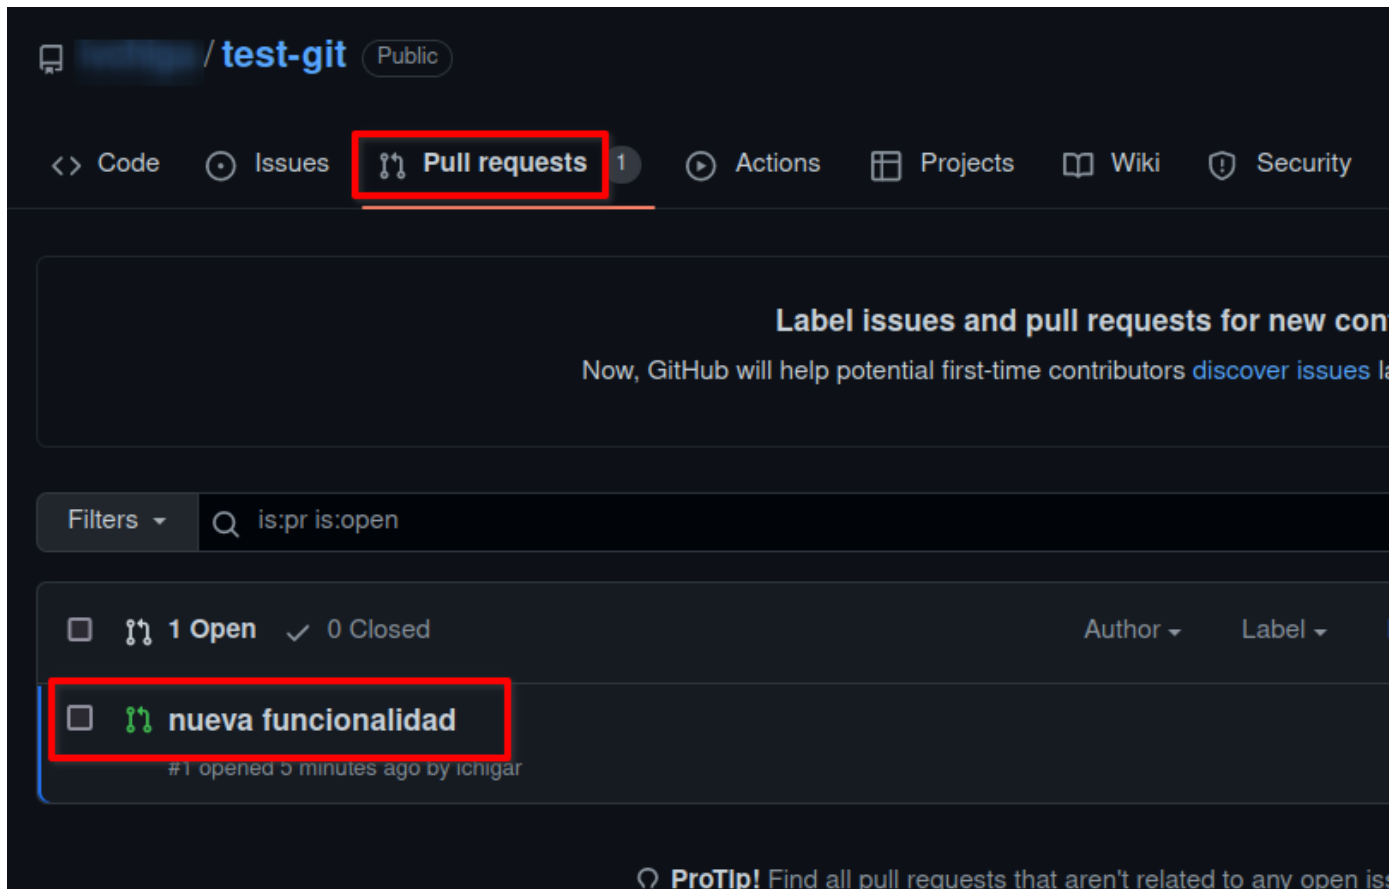 / test-git Public
Code Issues Pull requests 1 Actions Projects Wiki Security
Label issues and pull requests for new con
Now, GitHub will help potential first-time contributors discover issues la
Filters is:pr is:open
1 Open 0 Closed Author Label
nueva funcionalidad
#1 opened 5 minutes ago by ichigar
ProTip! Find all pull requests that aren't related to any open iss